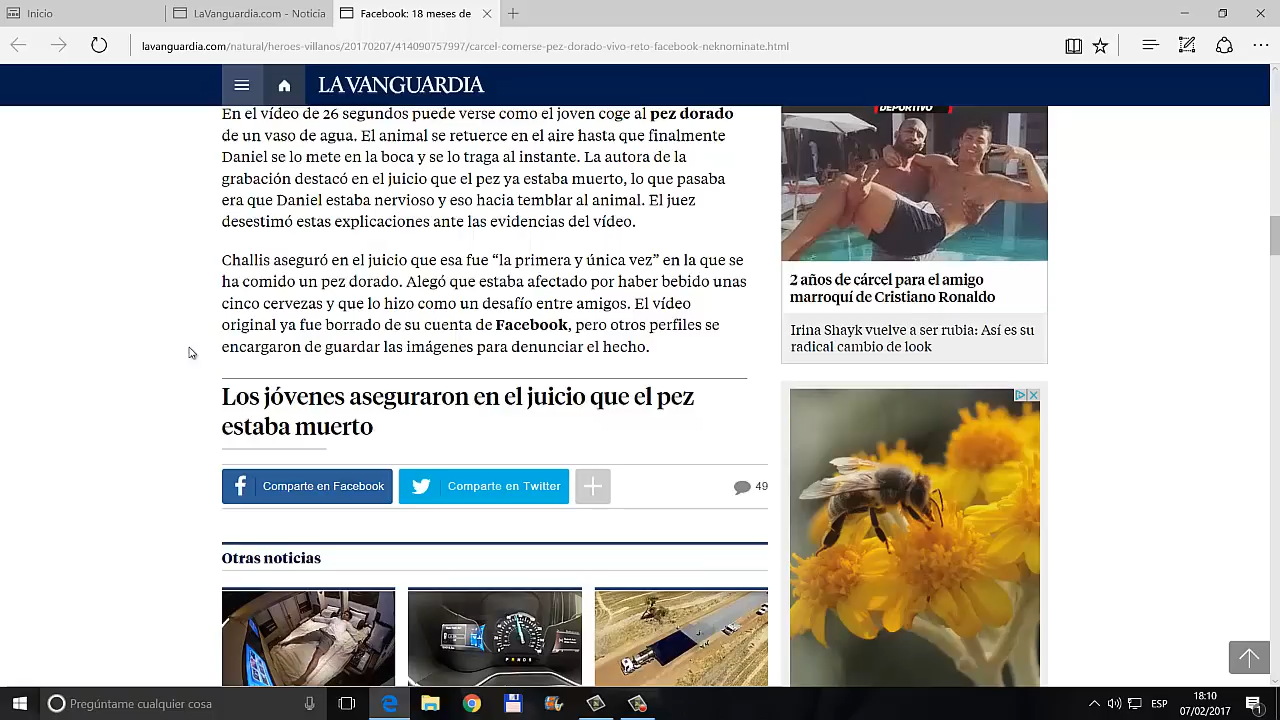 Inicio
LaVanguardia.com - Noticia
Facebook: 18 meses de
lavanguardia.com/natural/heroes-villanos/20170207/414090757997/carcel-comerse-pez-dorado-vivo-reto-facebook-neknominate.html
LAVANGUARDIA
En el vídeo de 26 segundos puede verse como el joven coge al pez dorado
de un vaso de agua. El animal se retuerce en el aire hasta que finalmente
Daniel se lo mete en la boca y se lo traga al instante. La autora de la
grabación destacó en el juicio que el pez ya estaba muerto, lo que pasaba
era que Daniel estaba nervioso y eso hacia temblar al animal. El juez
desestimó estas explicaciones ante las evidencias del vídeo.
Challis aseguró en el juicio que esa fue “la primera y única vez” en la que se
ha comido un pez dorado. Alegó que estaba afectado por haber bebido unas
cinco cervezas y que lo hizo como un desafío entre amigos. El vídeo
original ya fue borrado de su cuenta de Facebook, pero otros perfiles se
encargaron de guardar las imágenes para denunciar el hecho.
Los jóvenes aseguraron en el juicio que el pez
estaba muerto
Comparte en Facebook
Comparte en Twitter
49
Otras noticias
DEPORTIVO
2 años de cárcel para el amigo
marroquí de Cristiano Ronaldo
Irina Shayk vuelve a ser rubia: Así es su
radical cambio de look
Pregúntame cualquier cosa
ESP
18:10
07/02/2017
1